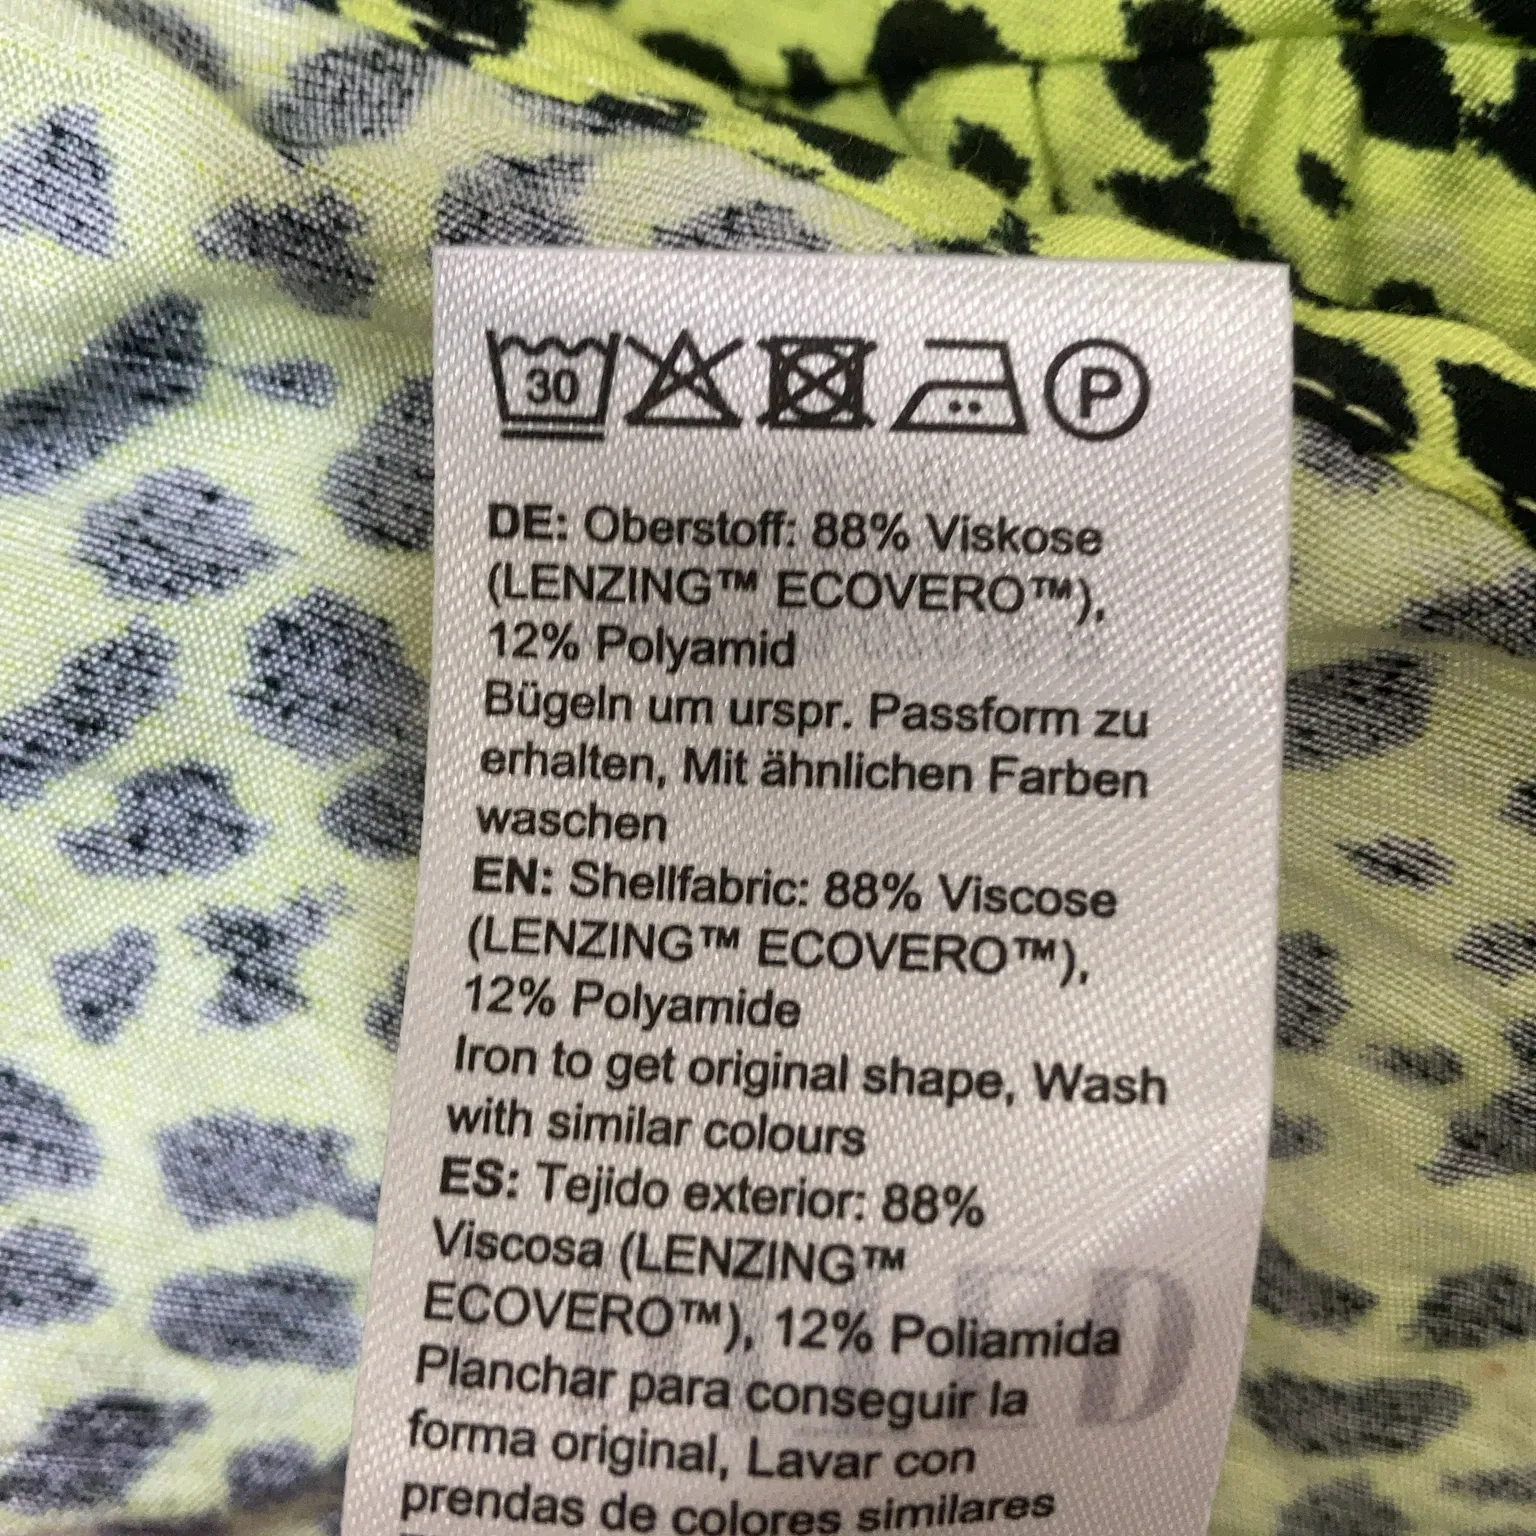 30
P
DE: Oberstoff: 88% Viskose
(LENZING™ ECOVERO™),
12% Polyamid
Bügeln um urspr. Passform zu
erhalten, Mit ähnlichen Farben
waschen
EN: Shellfabric: 88% Viscose
(LENZING™ ECOVERO™),
12% Polyamide
Iron to get original shape, Wash
with similar colours
ES: Tejido exterior: 88%
Viscosa (LENZING™
ECOVERO™), 12% Poliamida
Planchar para conseguir la
forma original, Lavar con
prendas de colores similares